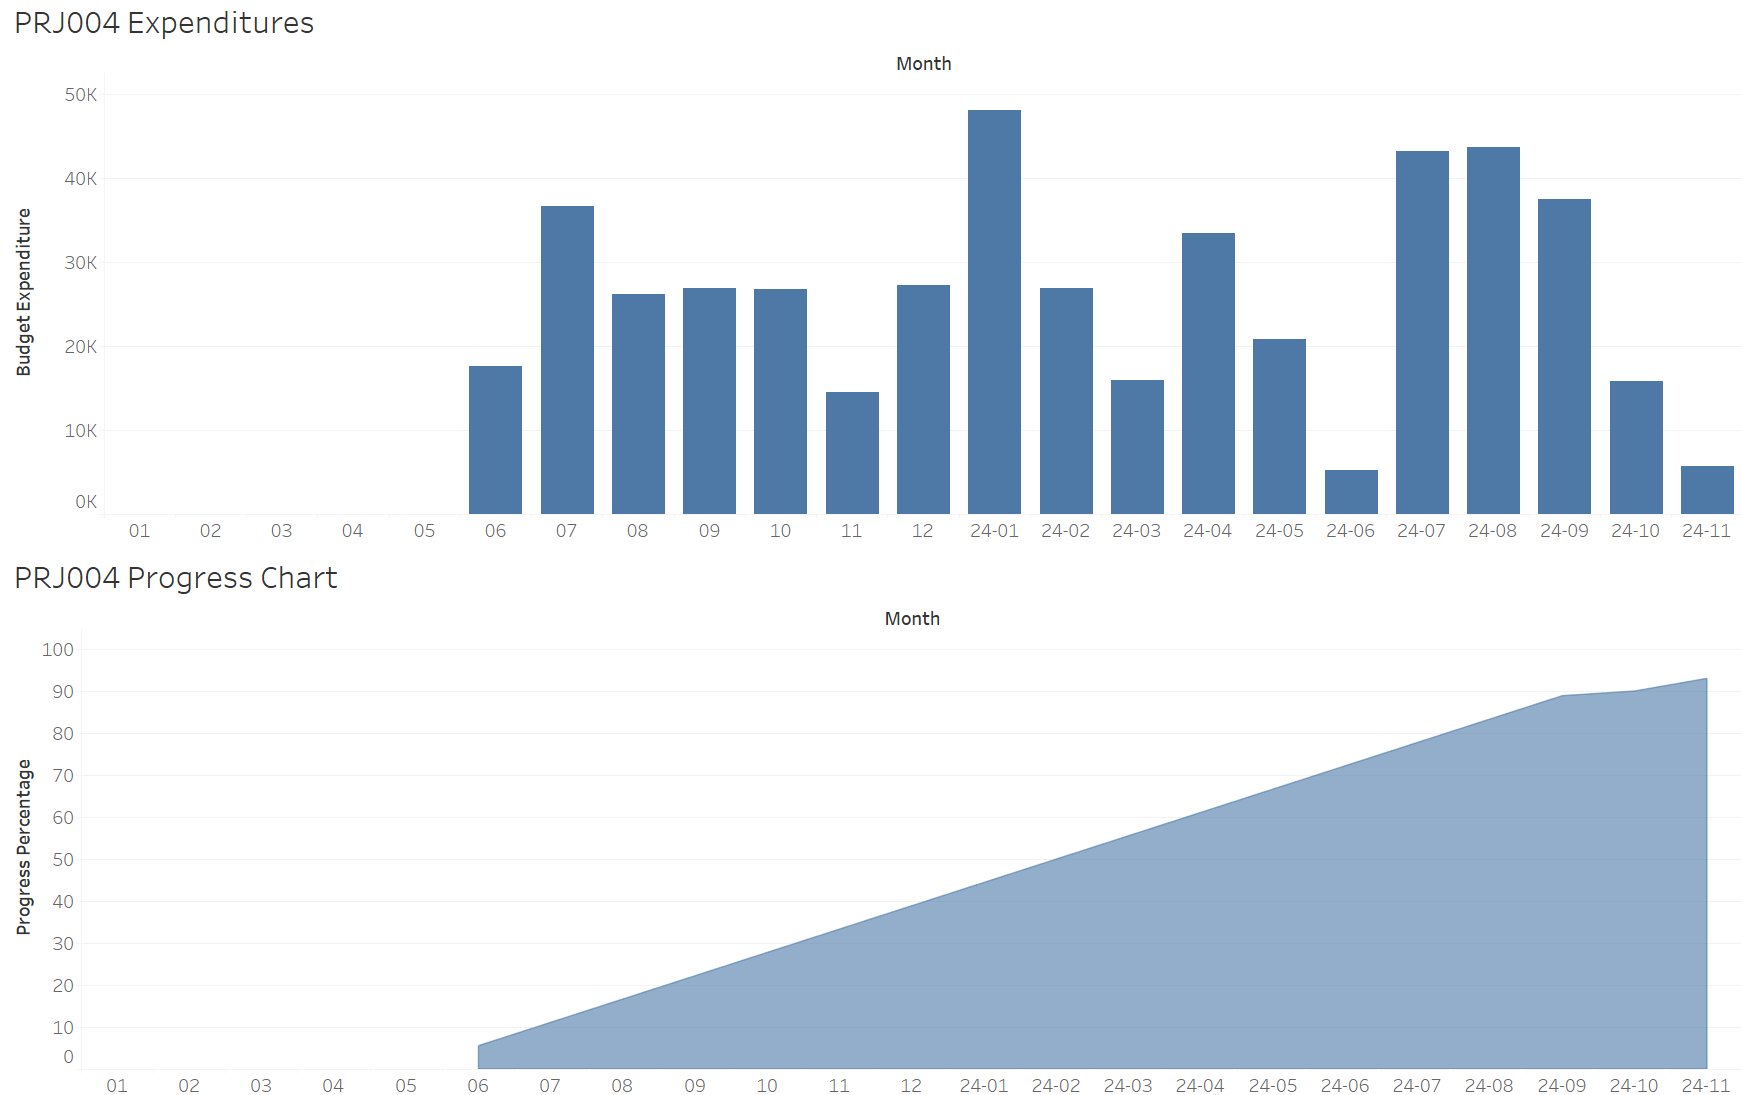 PRJ004 Expenditures
Month
Budget Expenditure
50K
40K
30K
20K
10K
0K
01 02 03 04 05 06 07 08 09 10 11 12 24-01 24-02 24-03 24-04 24-05 24-06 24-07 24-08 24-09 24-10 24-11
PRJ004 Progress Chart
Month
Progress Percentage
100
90
80
70
60
50
40
30
20
10
0
01 02 03 04 05 06 07 08 09 10 11 12 24-01 24-02 24-03 24-04 24-05 24-06 24-07 24-08 24-09 24-10 24-11